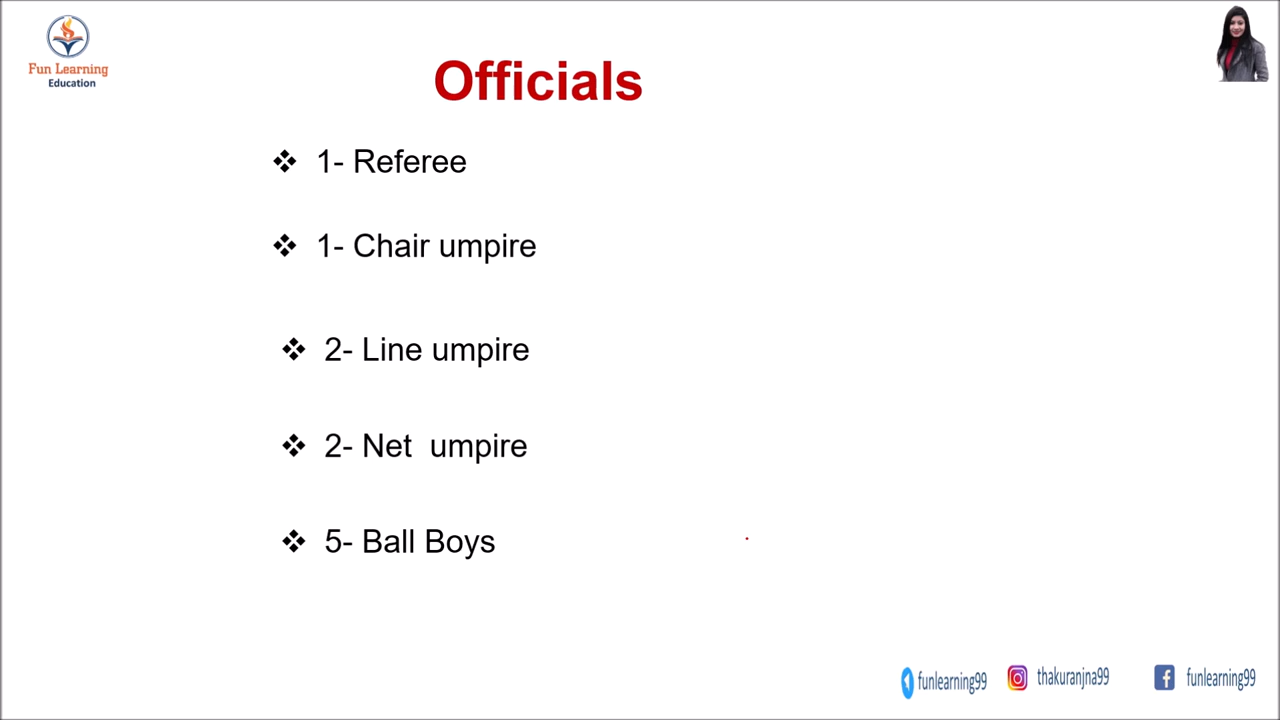 Fun Learning
Education
Officials
❖ 1- Referee
❖ 1- Chair umpire
❖ 2- Line umpire
❖ 2- Net umpire
❖ 5- Ball Boys
funlearning99
thakuranjna99
funlearning99